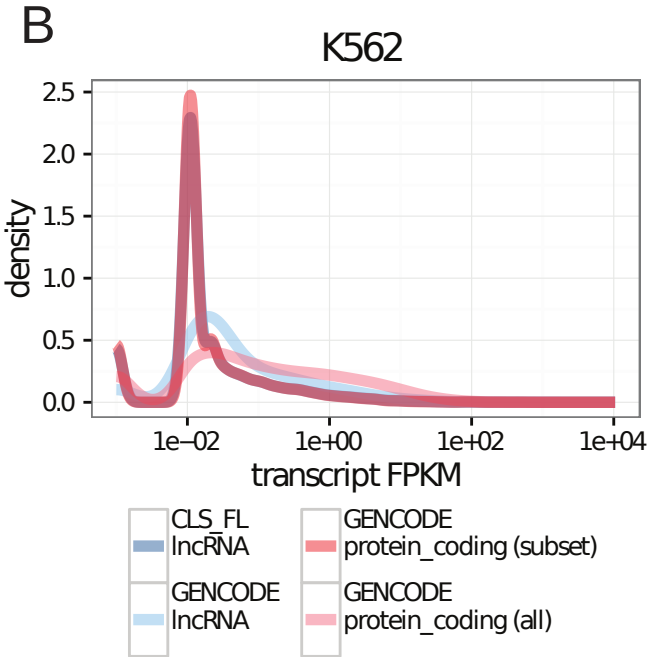 B
K562
2.5
2.0
1.5
1.0
0.5
0.0
density
1e−02 1e+00 1e+02 1e+04
transcript FPKM
CLS_FL
lncRNA
GENCODE
protein_coding (subset)
GENCODE
lncRNA
GENCODE
protein_coding (all)